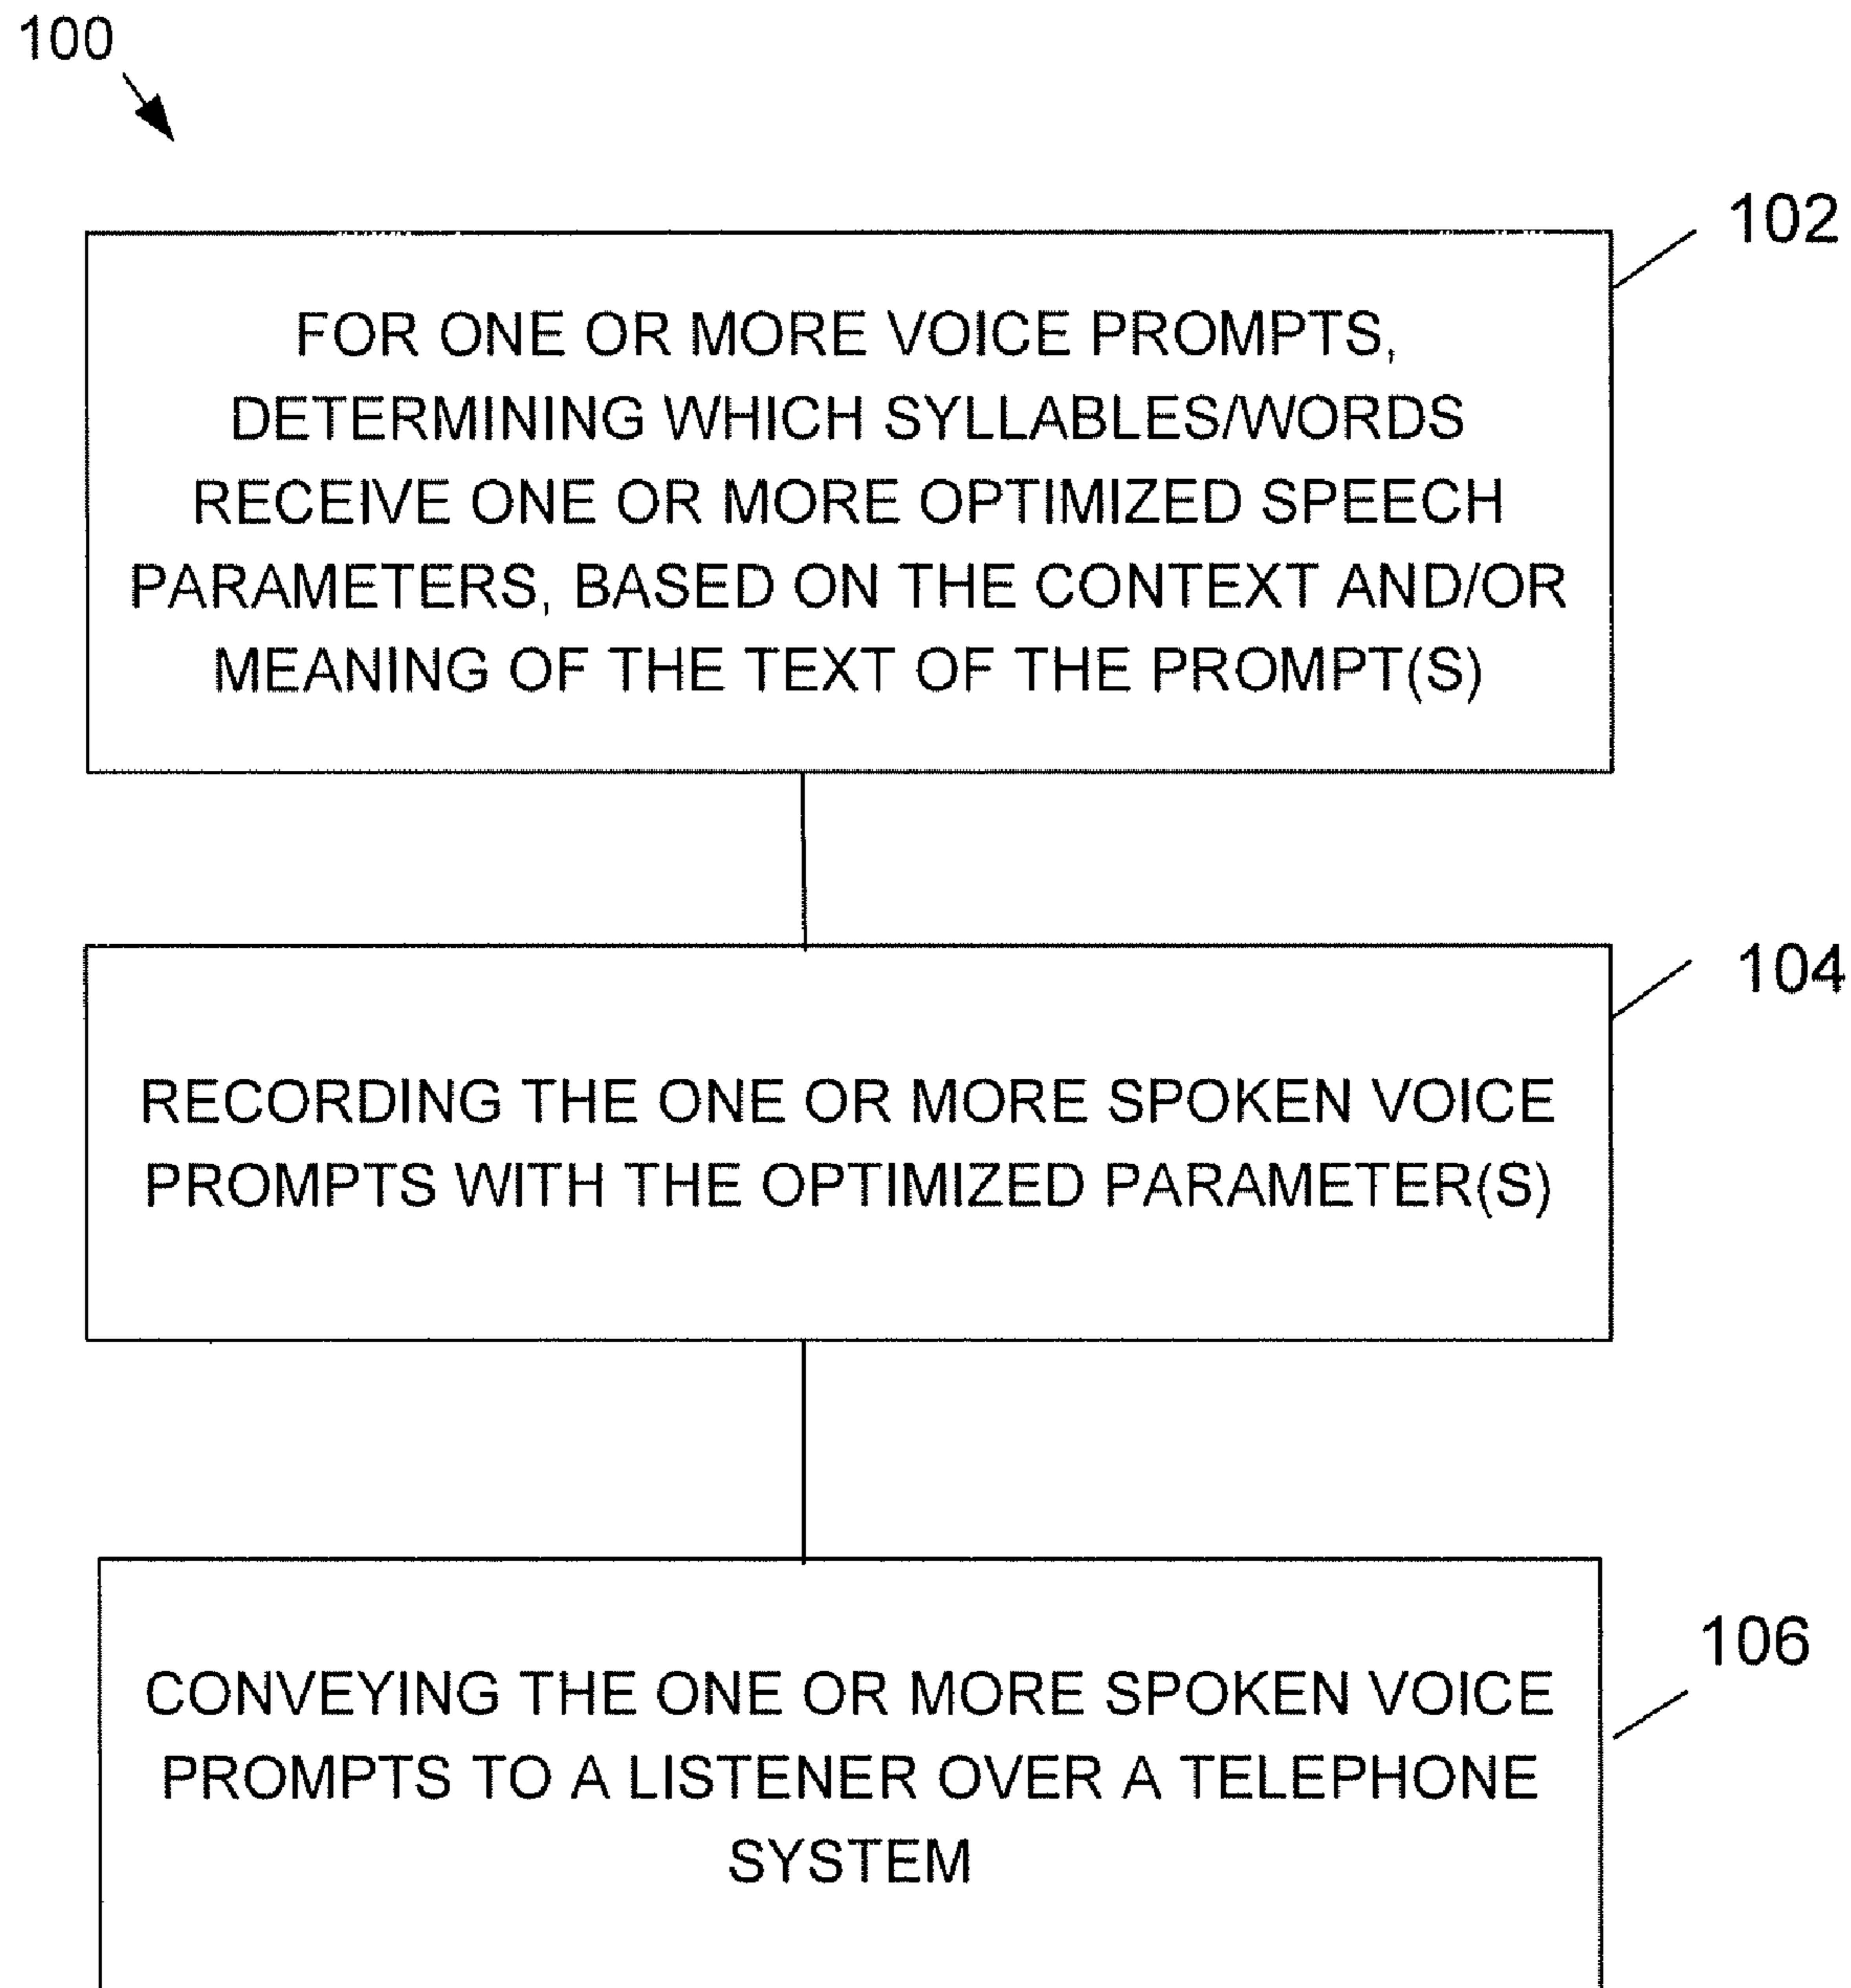 100
102
FOR ONE OR MORE VOICE PROMPTS,
DETERMINING WHICH SYLLABLES/WORDS
RECEIVE ONE OR MORE OPTIMIZED SPEECH
PARAMETERS, BASED ON THE CONTEXT AND/OR
MEANING OF THE TEXT OF THE PROMPT(S)
104
RECORDING THE ONE OR MORE SPOKEN VOICE
PROMPTS WITH THE OPTIMIZED PARAMETER(S)
106
CONVEYING THE ONE OR MORE SPOKEN VOICE
PROMPTS TO A LISTENER OVER A TELEPHONE
SYSTEM